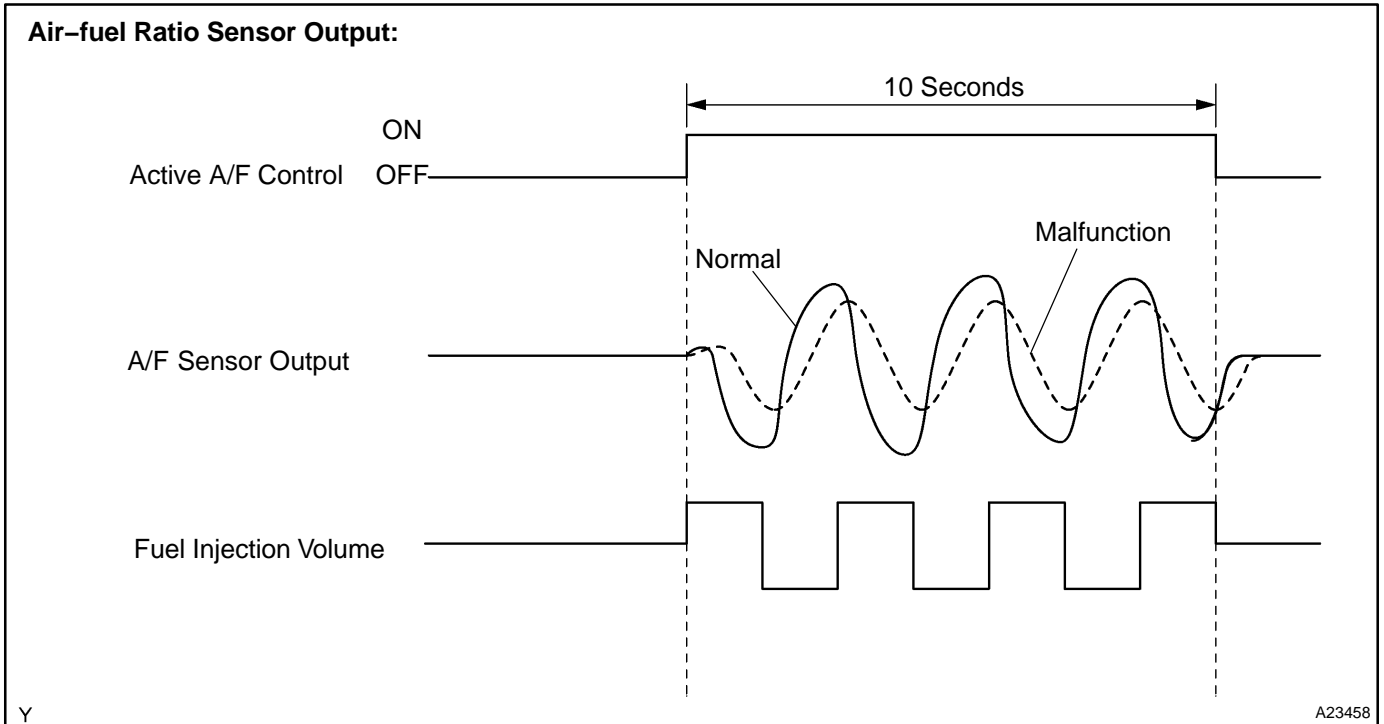 Air–fuel Ratio Sensor Output:
10 Seconds
ON
Active A/F Control OFF
Malfunction
Normal
A/F Sensor Output
Fuel Injection Volume
Y
A23458